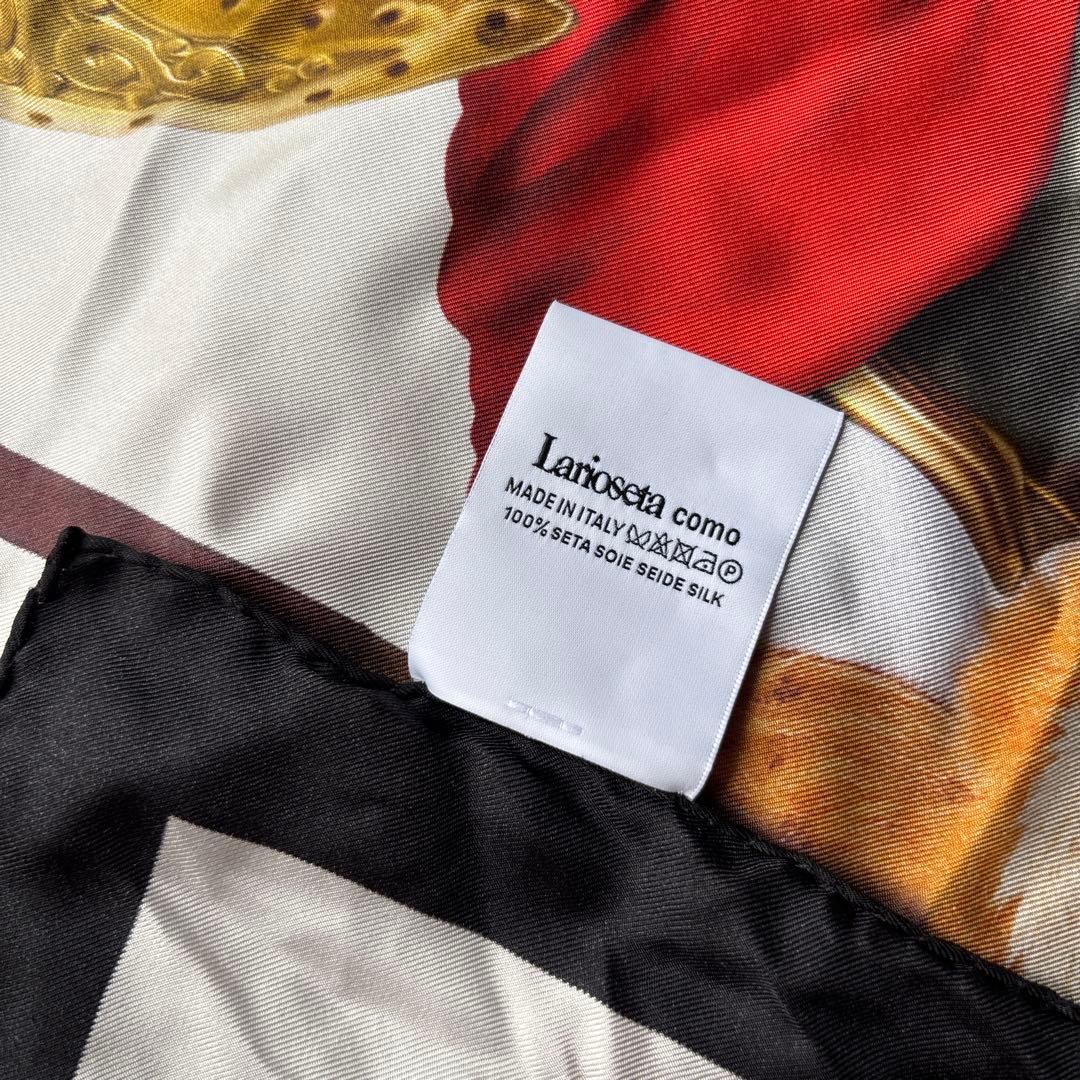 Larioseta como
MADE IN ITALY P
100% SETA SOIE SEIDE SILK